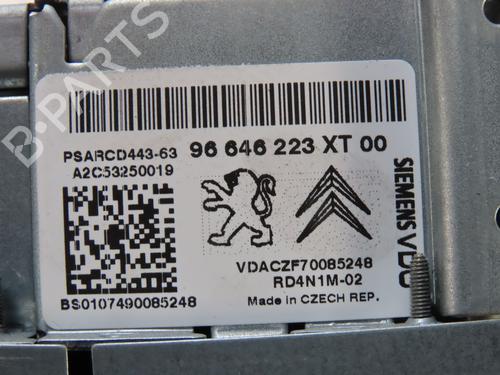 B-PARTS
PSARCD443-63 96 646 223 XT 00
A2C53250019
SIEMENS VDO
VDACZF70085248
RD4N1M-02
BS0107490085248 Made in CZECH REP.